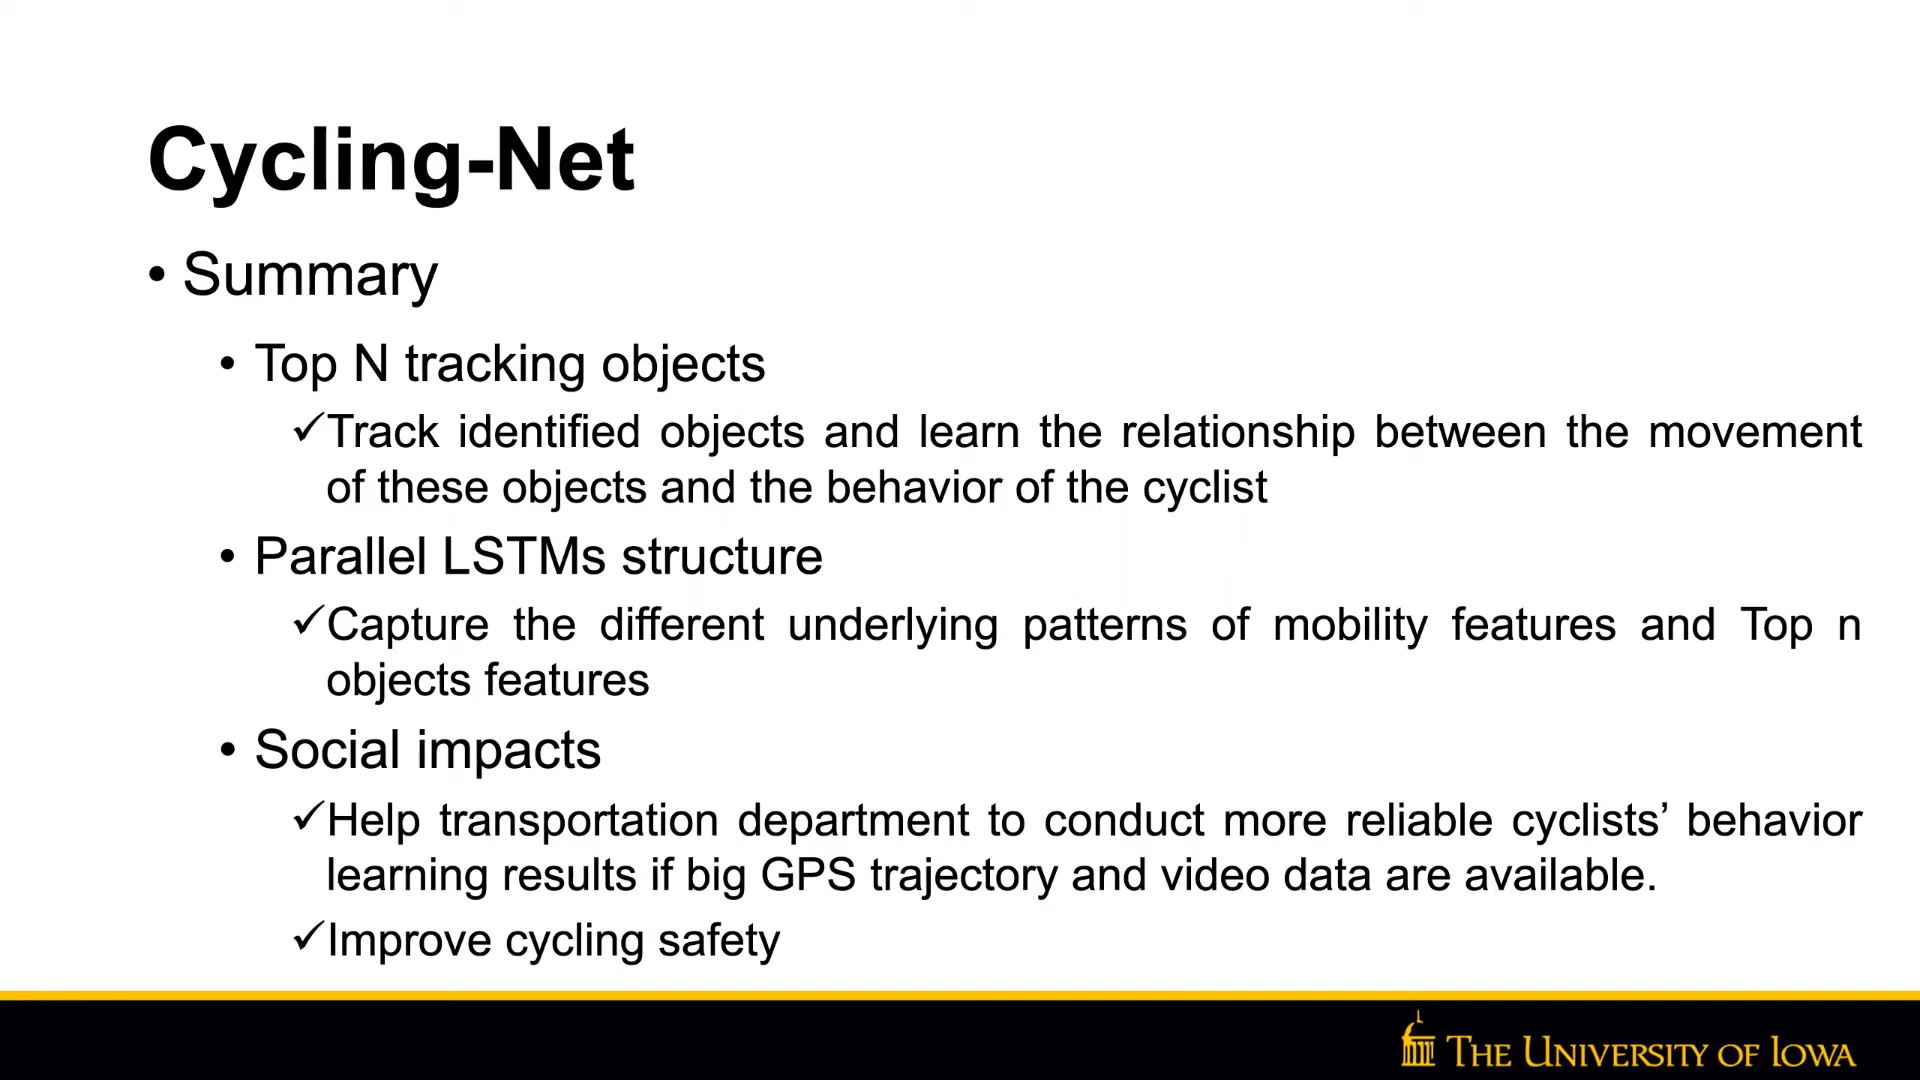 Cycling-Net
• Summary
• Top N tracking objects
✓Track identified objects and learn the relationship between the movement
of these objects and the behavior of the cyclist
• Parallel LSTMs structure
✓Capture the different underlying patterns of mobility features and Top n
objects features
• Social impacts
✓Help transportation department to conduct more reliable cyclists’ behavior
learning results if big GPS trajectory and video data are available.
✓Improve cycling safety
THE UNIVERSITY OF IOWA